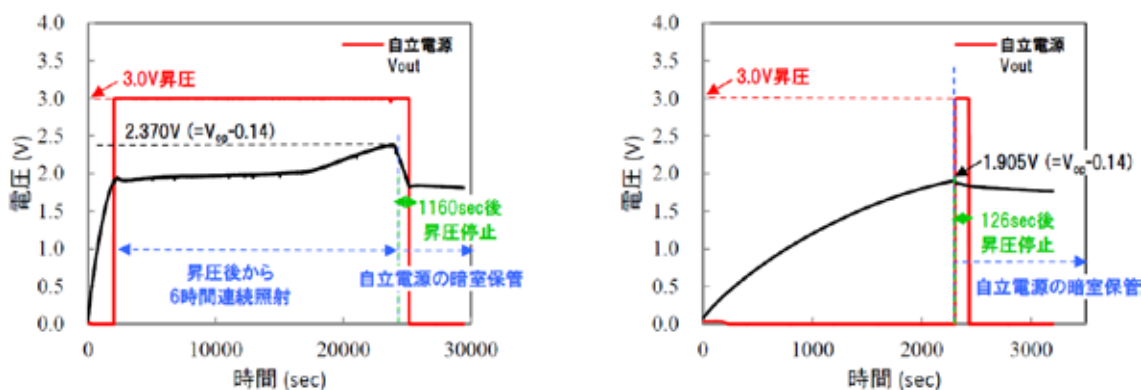 4.0
3.5
3.0
2.5
2.0
1.5
1.0
0.5
0.0
電圧 (V)
自立電源
Vout
3.0V昇圧
2.370V (=Vop-0.14)
1160sec後
昇圧停止
昇圧後から
6時間連続照射
自立電源の暗室保管
0
10000
20000
30000
時間 (sec)
4.0
3.5
3.0
2.5
2.0
1.5
1.0
0.5
0.0
電圧 (V)
自立電源
Vout
3.0V昇圧
1.905V (=Vop-0.14)
126sec後
昇圧停止
自立電源の暗室保管
0
1000
2000
3000
時間 (sec)